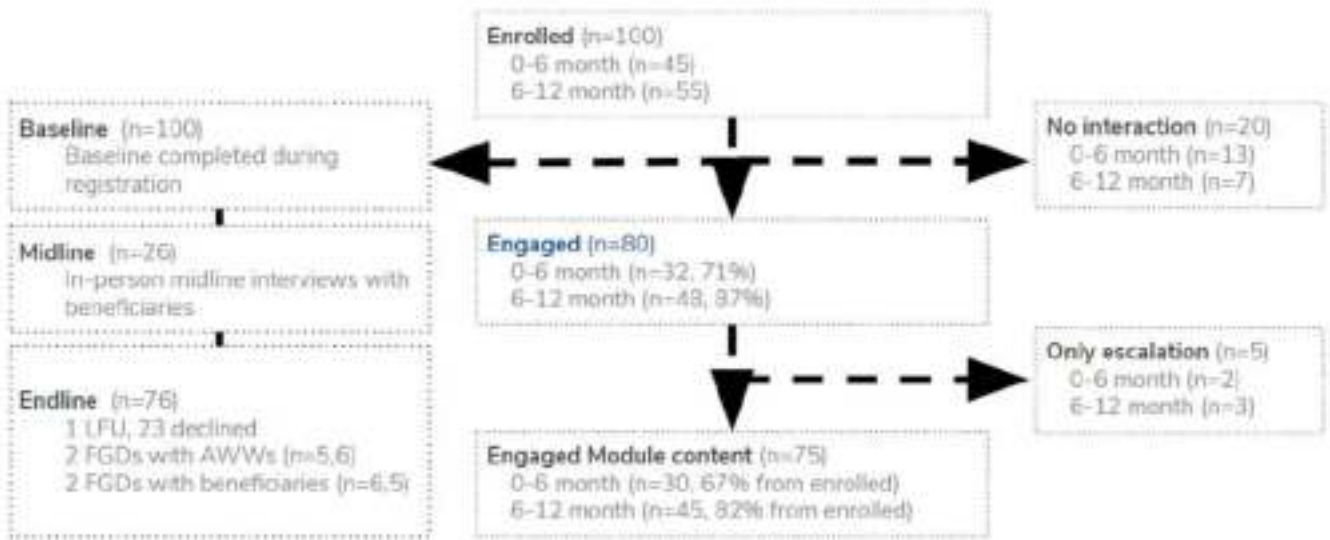 Enrolled (n=100)
0-6 month (n=45)
6-12 month (n=55)
Baseline (n=100)
Baseline completed during
registration
No interaction (n=20)
0-6 month (n=13)
6-12 month (n=7)
Midline (n=26)
In-person midline interviews with
beneficiaries
Engaged (n=80)
0-6 month (n=32, 71%)
6-12 month (n=48, 87%)
Only escalation (n=5)
0-6 month (n=2)
6-12 month (n=3)
Endline (n=76)
1 LFU, 23 declined
2 FGDs with AWWs (n=5,6)
2 FGDs with beneficiaries (n=6,5)
Engaged Module content (n=75)
0-6 month (n=30, 67% from enrolled)
6-12 month (n=45, 82% from enrolled)